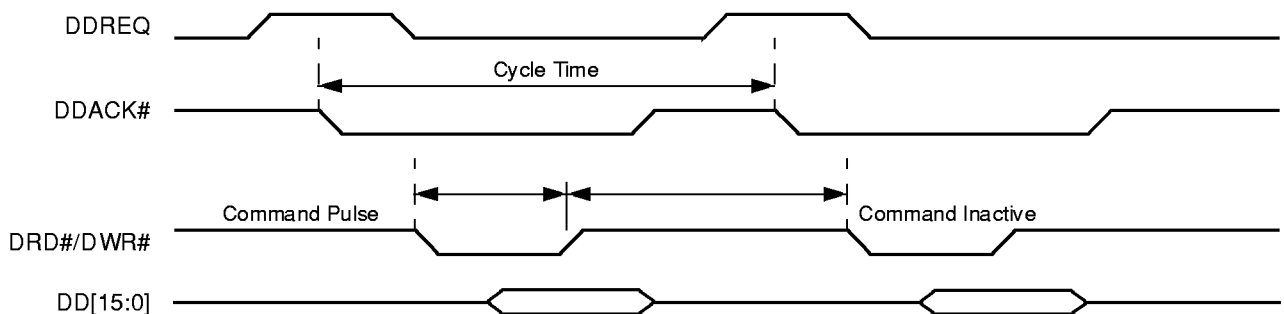 DDREQ
Cycle Time
DDACK#
Command Pulse
Command Inactive
DRD#/DWR#
DD[15:0]